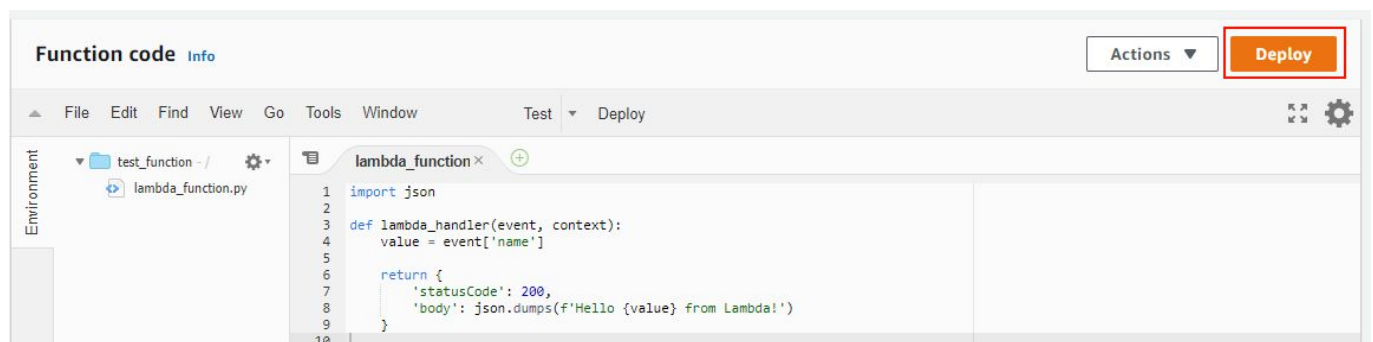 Function code Info
Actions ▼ Deploy
File Edit Find View Go Tools Window Test Deploy
Environment
test_function - /
lambda_function.py
lambda_function ×
1 import json
2
3 def lambda_handler(event, context):
4     value = event['name']
5
6     return {
7         'statusCode': 200,
8         'body': json.dumps(f'Hello {value} from Lambda!')
9     }
10